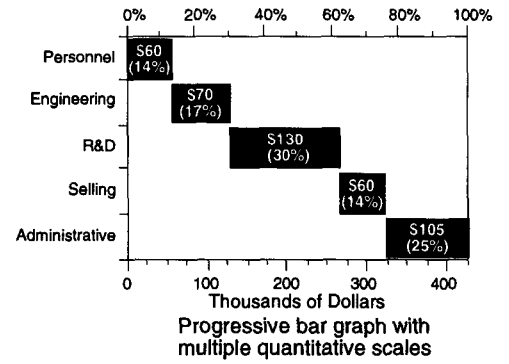 0% 20% 40% 60% 80% 100%
Personnel
$60
(14%)
Engineering
$70
(17%)
R&D
$130
(30%)
Selling
$60
(14%)
Administrative
$105
(25%)
0 100 200 300 400
Thousands of Dollars
Progressive bar graph with
multiple quantitative scales